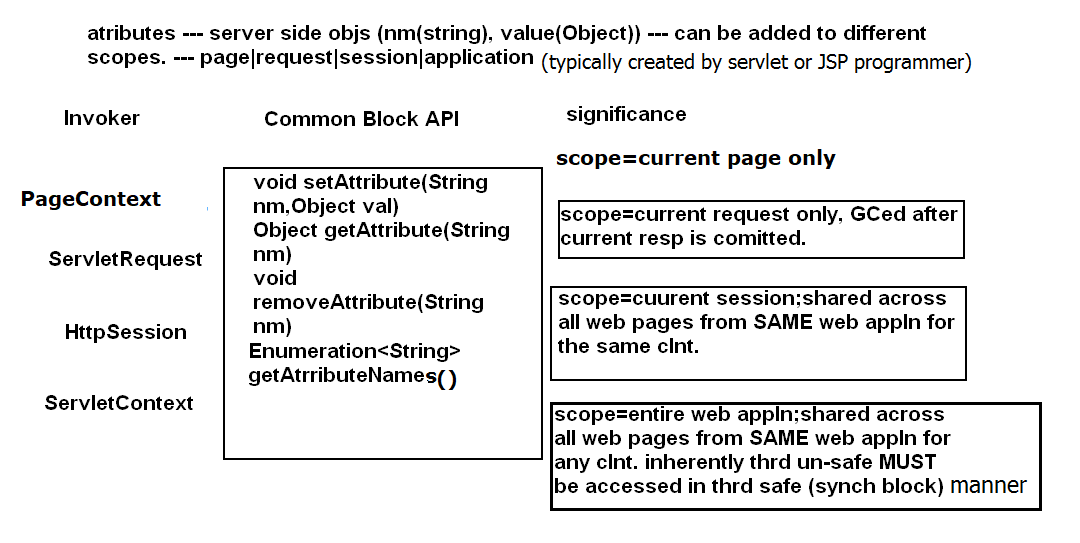 atributes --- server side objs (nm(string), value(Object)) --- can be added to different
scopes. --- page|request|session|application (typically created by servlet or JSP programmer)
Invoker
Common Block API
significance
scope=current page only
PageContext
ServletRequest
HttpSession
ServletContext
void setAttribute(String
nm,Object val)
Object getAttribute(String
nm)
void
removeAttribute(String
nm)
Enumeration<String>
getAtrributeNames()
scope=current request only, GCed after
current resp is comitted.
scope=cuurent session;shared across
all web pages from SAME web appln for
the same clnt.
scope=entire web appln;shared across
all web pages from SAME web appln for
any clnt. inherently thrd un-safe MUST
be accessed in thrd safe (synch block) manner